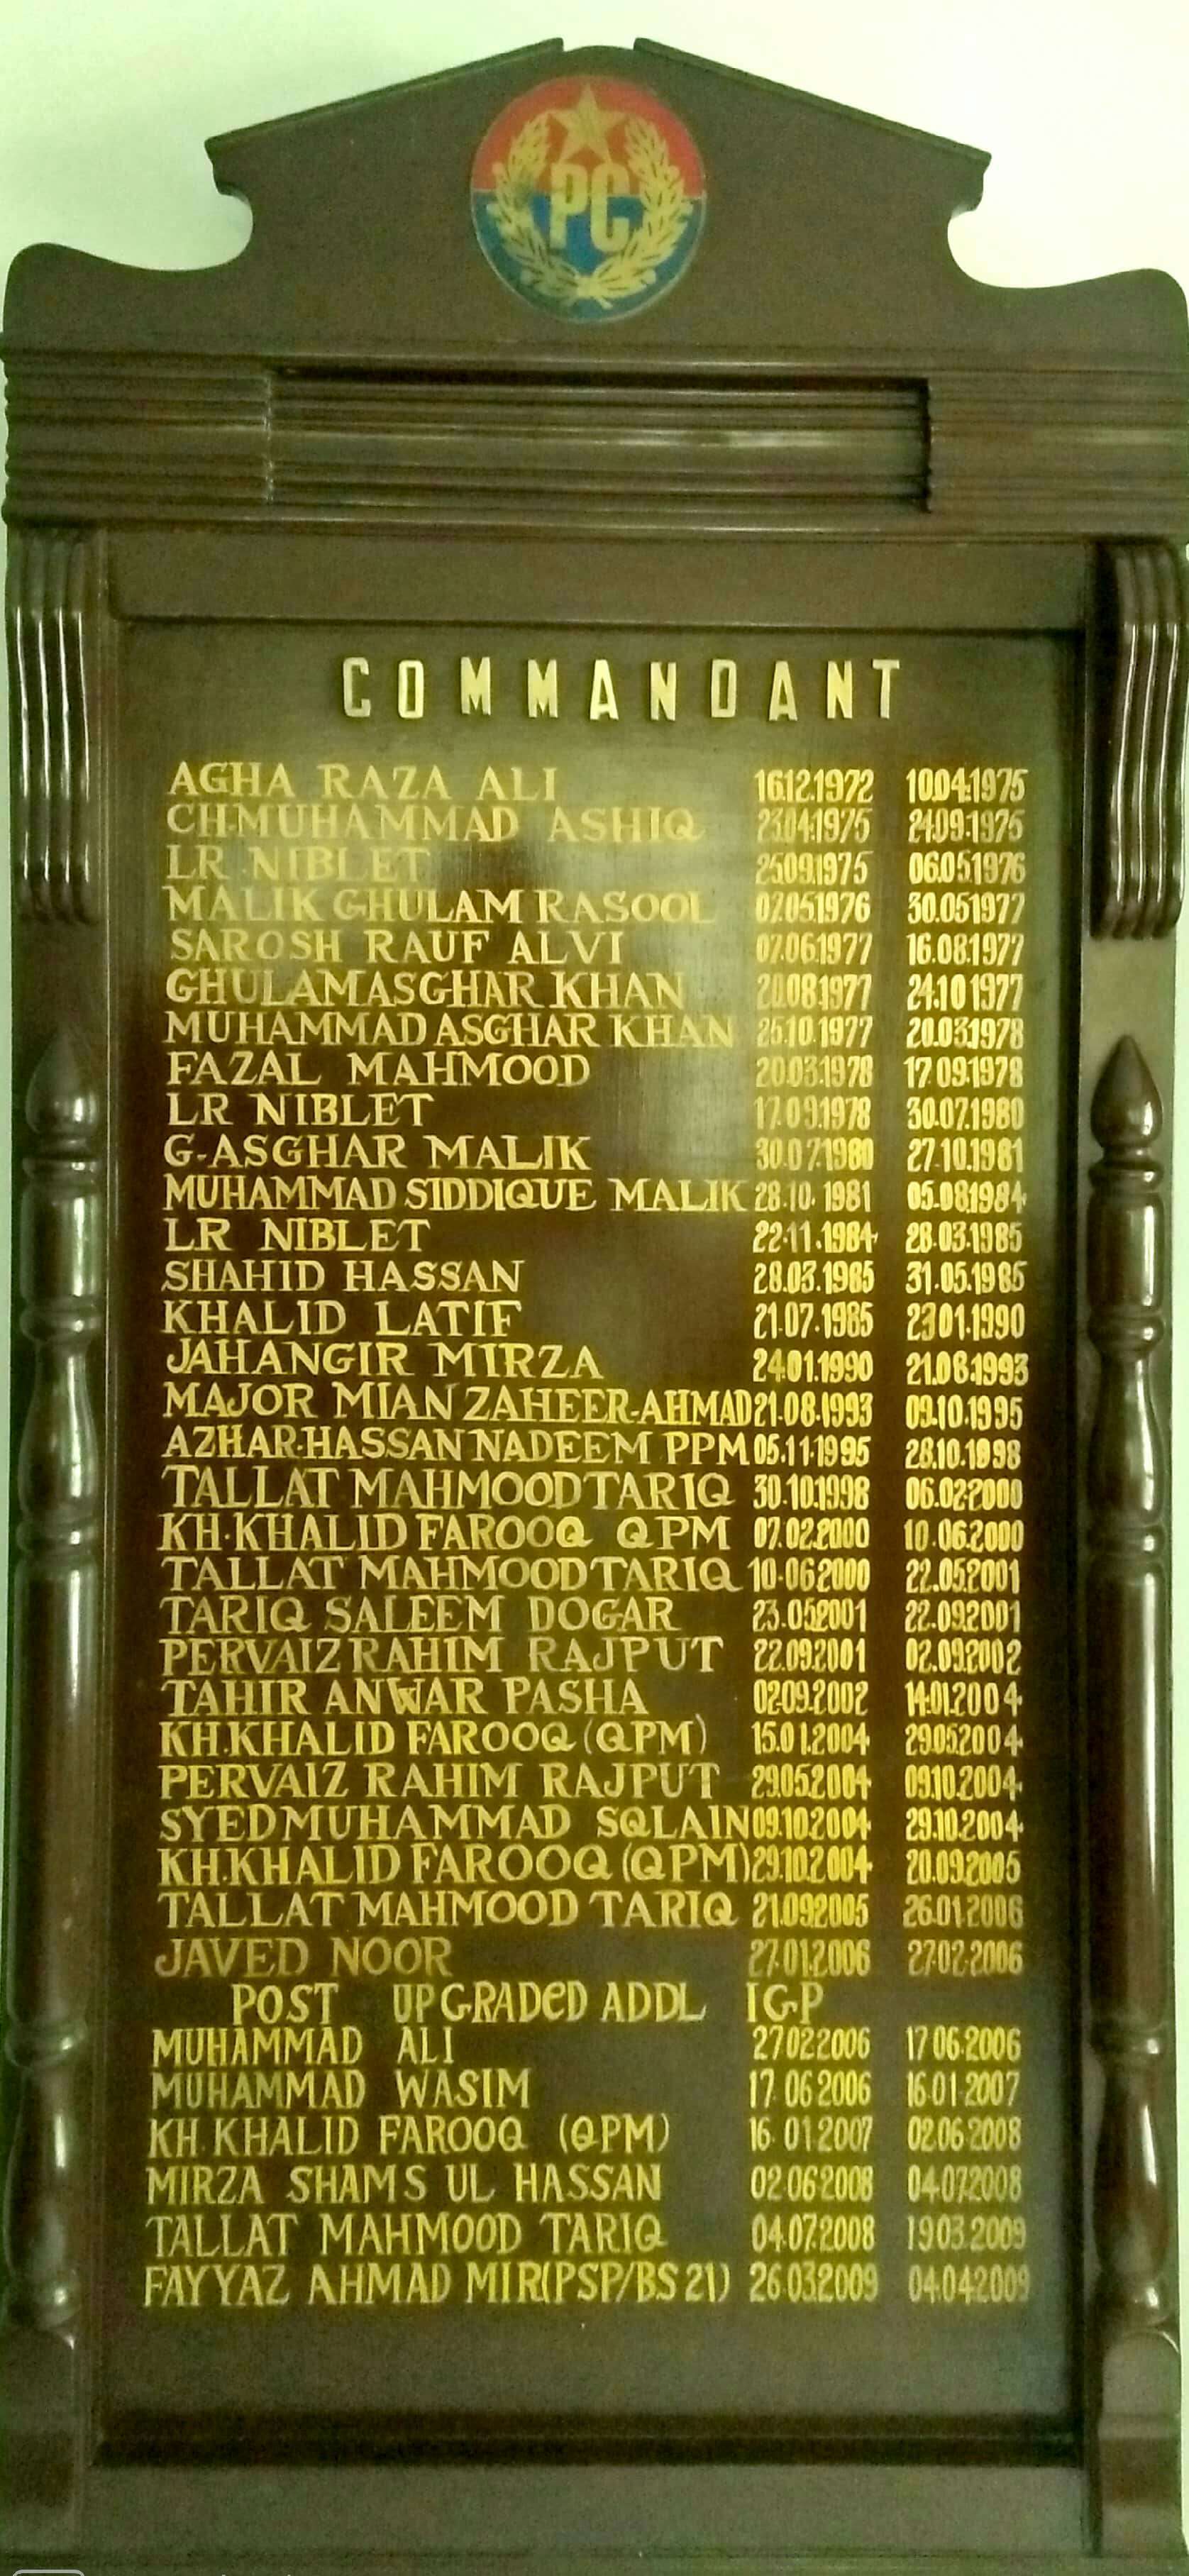 PC
COMMANDANT
AGHA RAZA ALI 16.12.1972 10.04.1975
CH.MUHAMMAD ASHIQ 23.04.1975 24.09.1975
LR NIBLET 25.09.1975 06.05.1976
MALIK GHULAM RASOOL 07.05.1976 30.05.1977
SAROSH RAUF ALVI 07.06.1977 16.08.1977
GHULAM ASGHAR KHAN 20.08.1977 24.10.1977
MUHAMMAD ASGHAR KHAN 25.10.1977 20.03.1978
FAZAL MAHMOOD 20.03.1978 17.09.1978
LR NIBLET 17.09.1978 30.07.1980
G-ASGHAR MALIK 30.07.1980 27.10.1981
MUHAMMAD SIDDIQUE MALIK 28.10.1981 05.08.1984
LR NIBLET 22.11.1984 28.03.1985
SHAHID HASSAN 28.03.1985 31.05.1985
KHALID LATIF 21.07.1985 23.01.1990
JAHANGIR MIRZA 24.01.1990 21.08.1993
MAJOR MIAN ZAHEER-AHMAD 21.08.1993 09.10.1995
AZHAR-HASSAN NADEEM PPM 05.11.1995 28.10.1998
TALLAT MAHMOOD TARIQ 30.10.1998 06.02.2000
KH.KHALID FAROOQ QPM 07.02.2000 10.06.2000
TALLAT MAHMOOD TARIQ 10.06.2000 22.05.2001
TARIQ SALEEM DOGAR 23.05.2001 22.09.2001
PERVAIZ RAHIM RAJPUT 22.09.2001 02.09.2002
TAHIR ANWAR PASHA 02.09.2002 14.01.2004
KH.KHALID FAROOQ (QPM) 15.01.2004 29.05.2004
PERVAIZ RAHIM RAJPUT 29.05.2004 09.10.2004
SYED MUHAMMAD SQLAIN 09.10.2004 29.10.2004
KH.KHALID FAROOQ (QPM) 29.10.2004 20.09.2005
TALLAT MAHMOOD TARIQ 21.09.2005 26.01.2006
JAVED NOOR 27.01.2006 27.02.2006
POST UPGRADED ADDL IGP
MUHAMMAD ALI 27.02.2006 17.06.2006
MUHAMMAD WASIM 17.06.2006 16.01.2007
KH.KHALID FAROOQ (QPM) 16.01.2007 02.06.2008
MIRZA SHAMS UL HASSAN 02.06.2008 04.07.2008
TALLAT MAHMOOD TARIQ 04.07.2008 19.03.2009
FAYYAZ AHMAD MIR(PSP/BS 21) 26.03.2009 04.04.2009